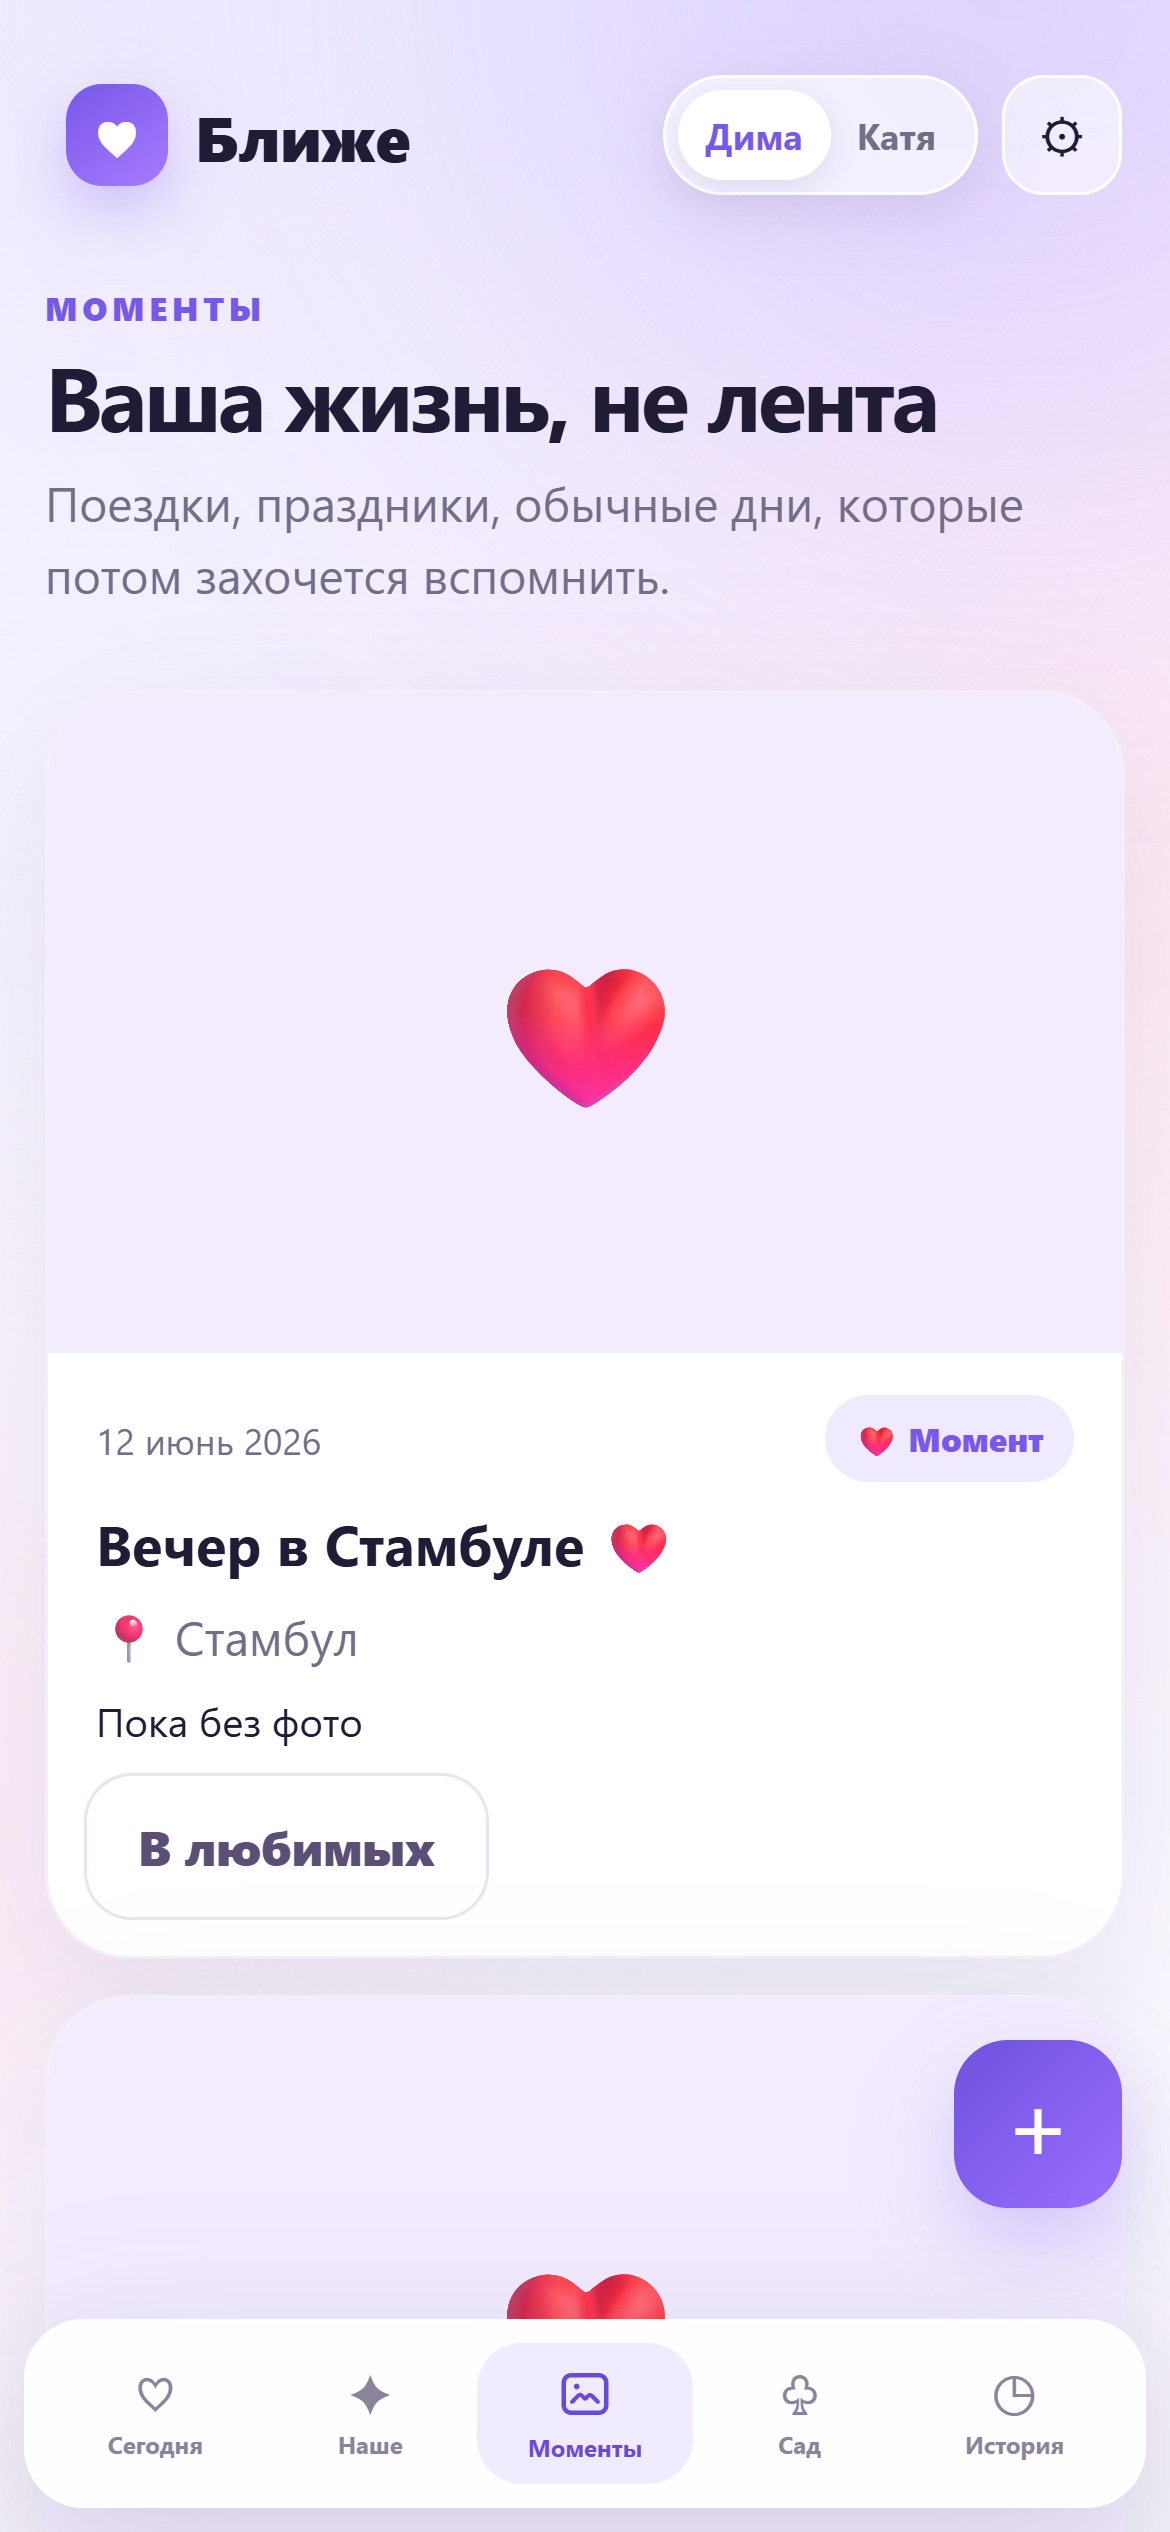 Ближе
Дима
Катя
МОМЕНТЫ
Ваша жизнь, не лента
Поездки, праздники, обычные дни, которые
потом захочется вспомнить.
12 июнь 2026
Момент
Вечер в Стамбуле
Стамбул
Пока без фото
В любимых
+
Сегодня
Наше
Моменты
Сад
История